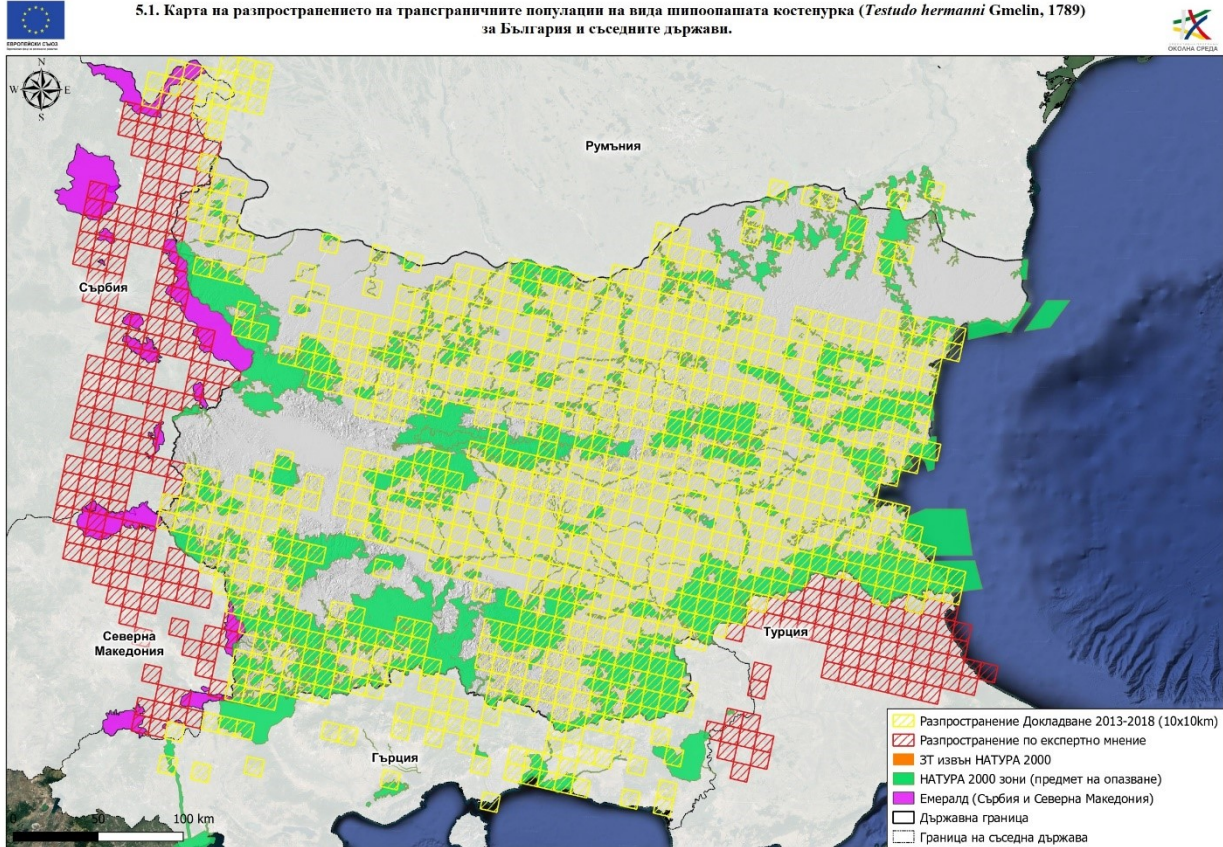 5.1. Карта на разпространението на трансграничните популации на вида шипоопашата костенурка (Testudo hermanni Gmelin, 1789)
за България и съседните държави.
ЕВРОПЕЙСКИ СЪЮЗ
ОКОЛНА СРЕДА
N
W E
S
Румъния
Сърбия
Северна
Македония
Турция
Гърция
Разпространение Докладване 2013-2018 (10x10km)
Разпространение по експертно мнение
ЗТ извън НАТУРА 2000
НАТУРА 2000 зони (предмет на опазване)
Емералд (Сърбия и Северна Македония)
Държавна граница
Граница на съседна държава
0 50 100 km